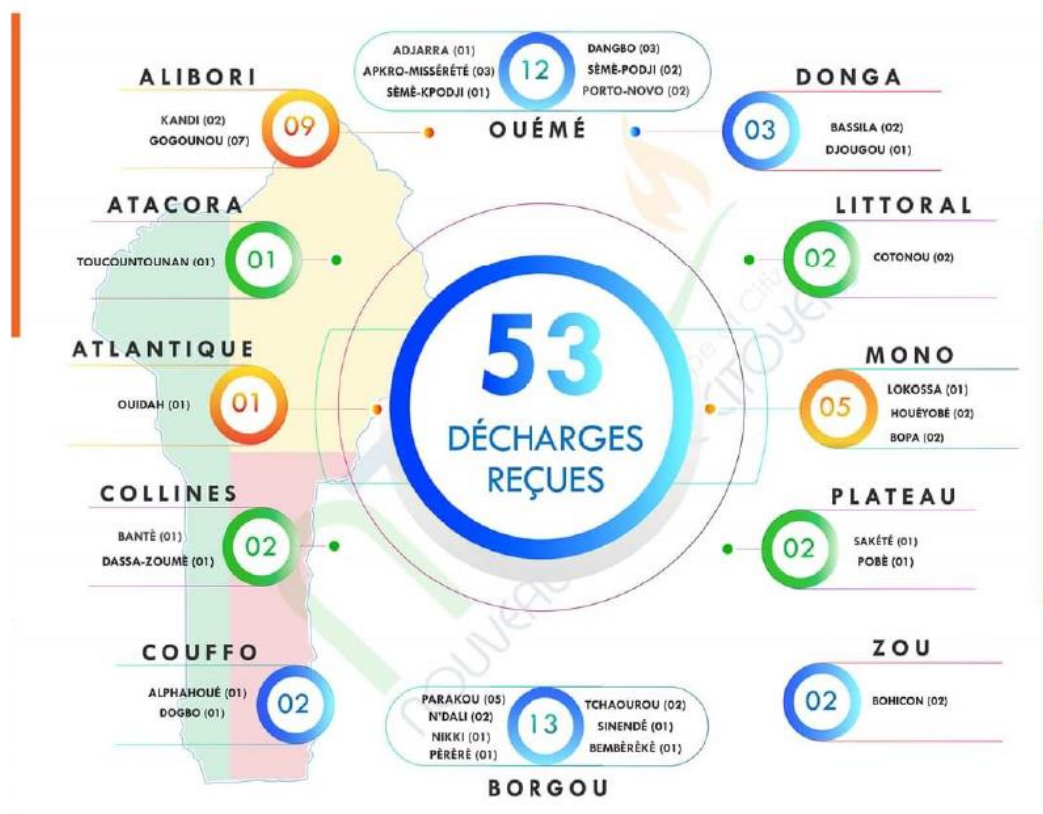 ADJARRA (01)
APKRO-MISSÉRÉTÉ (03)
SÈMÈ-KPODJI (01)
12
DANGBO (03)
SÈMÈ-PODJI (02)
PORTO-NOVO (02)
OUÉMÉ
ALIBORI
KANDI (02)
GOGOUNOU (07)
09
DONGA
03
BASSILA (02)
DJOUGOU (01)
ATACORA
TOUCOUNTOUNAN (01)
01
LITTORAL
02
COTONOU (02)
ATLANTIQUE
OUIDAH (01)
01
53
DÉCHARGES
REÇUES
MONO
05
LOKOSSA (01)
HOUÉYOBÉ (02)
BOPA (02)
COLLINES
BANTÈ (01)
DASSA-ZOUMÈ (01)
02
PLATEAU
02
SAKÉTÉ (01)
POBÈ (01)
COUFFO
ALPHAHOUÉ (01)
DOGBO (01)
02
ZOU
02
BOHICON (02)
PARAKOU (05)
N'DALI (02)
NIKKI (01)
PÈRÈRÈ (01)
13
TCHAOUROU (02)
SINENDÉ (01)
BEMBÈRÈKÈ (01)
BORGOU
NOUVEAU
CITOYEN